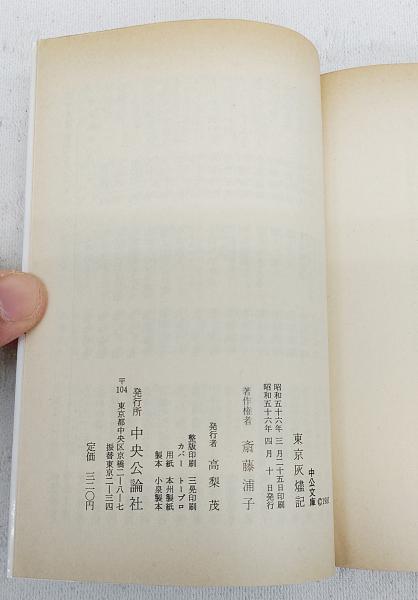 中公文庫
©1981
東京灰燼記
昭和五十六年 三月二十五日印刷
昭和五十六年 四月 十 日発行
著作権者 斎藤浦子
発行者 高梨 茂
整版印刷 三晃印刷
カバー トープロ
用紙 本州製紙
製本 小泉製本
発行所 中央公論社
〒104 東京都中央区京橋二ー八ー七
振替東京二ー三四
定価 三二〇円